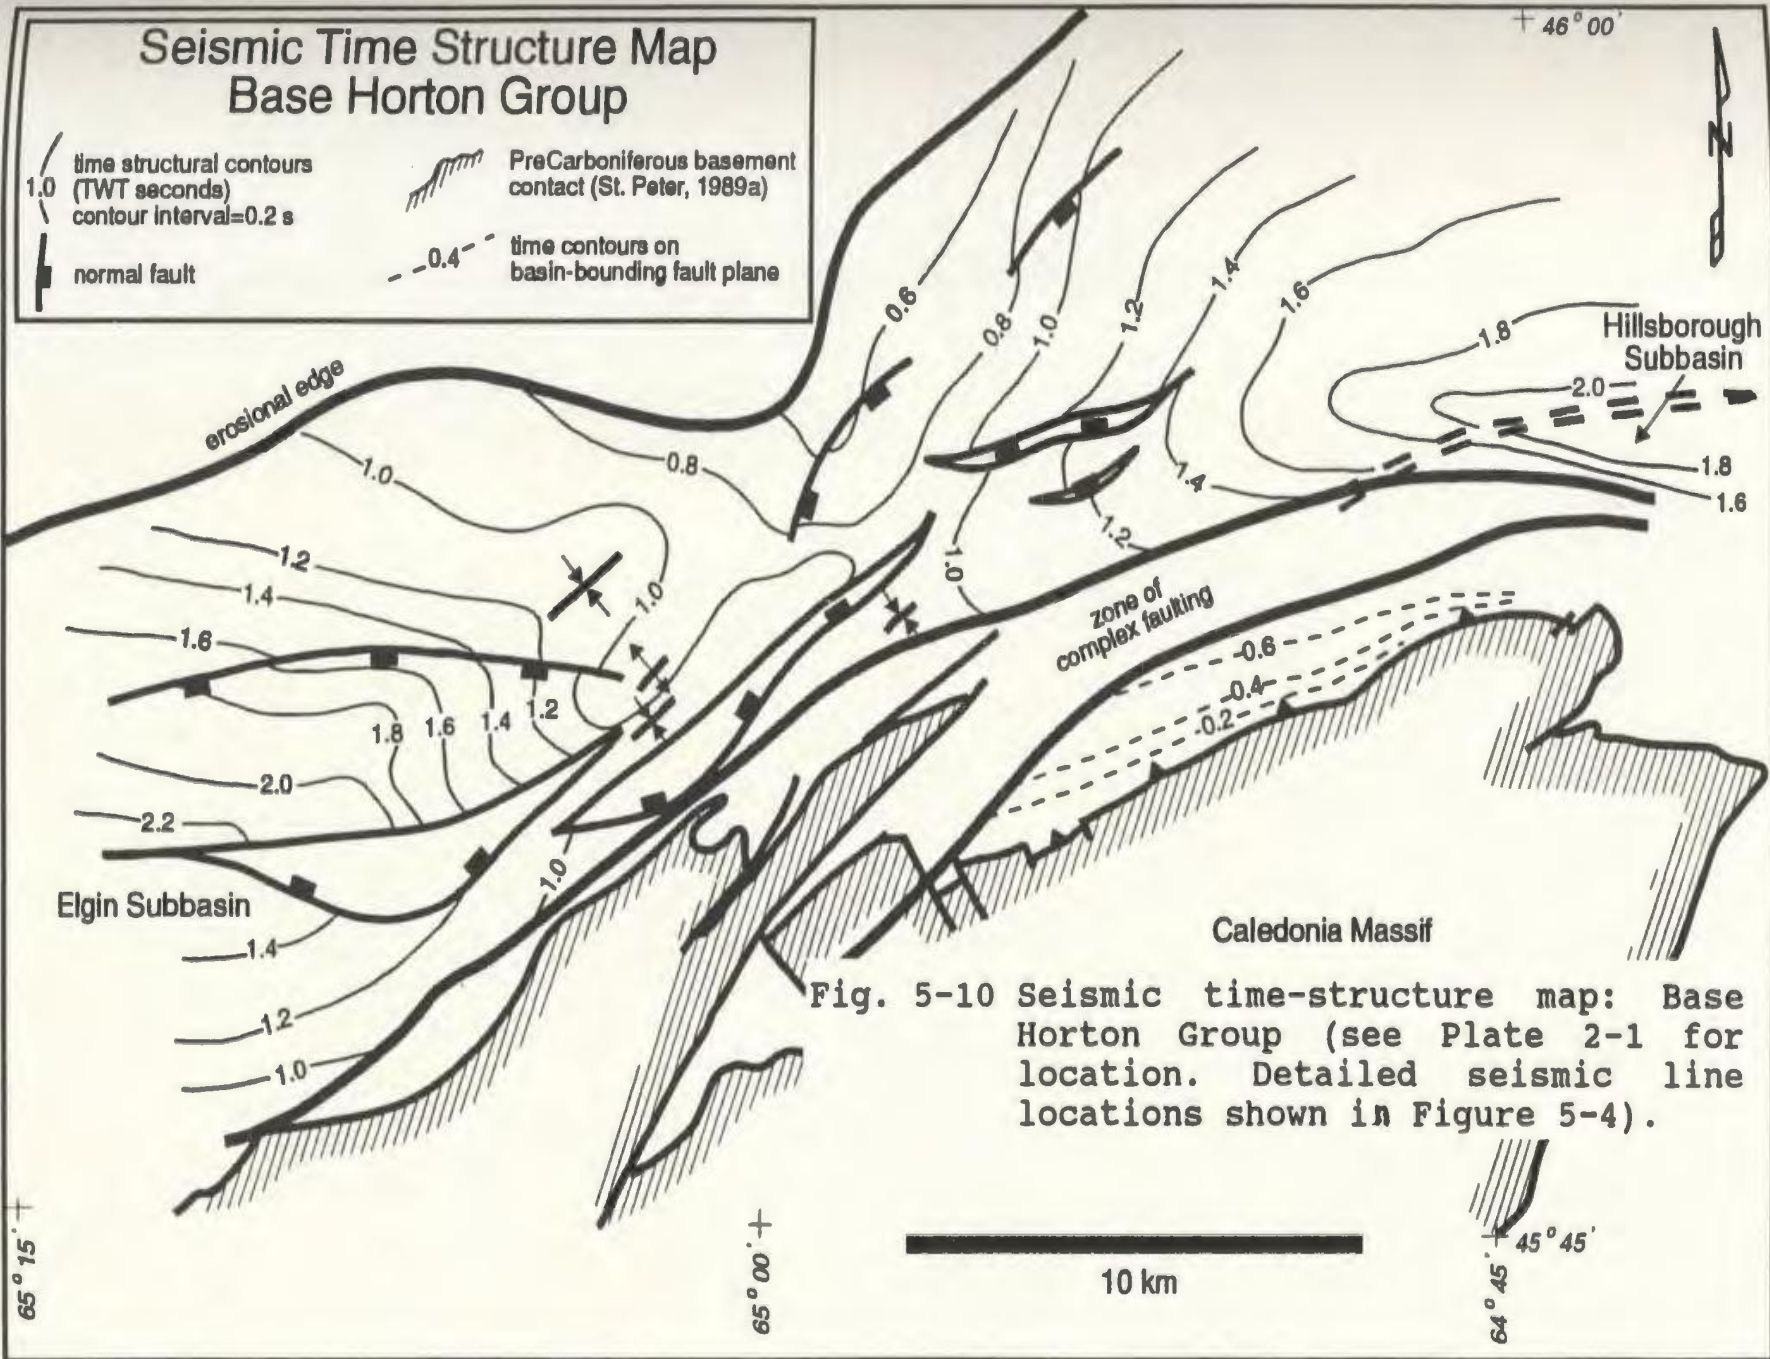 Seismic Time Structure Map
Base Horton Group
time structural contours
1.0 (TWT seconds)
contour interval=0.2 s
normal fault
PreCarboniferous basement
contact (St. Peter, 1989a)
0.4
time contours on
basin-bounding fault plane
46° 00'
N
erosional edge
0.6
0.8
1.0
1.2
1.4
1.6
1.8
2.0
Hillsborough
Subbasin
1.8
1.6
1.4
1.2
1.0
0.8
1.0
1.2
1.4
1.6
1.0
1.8
1.6
1.4
1.2
2.0
2.2
zone of
complex faulting
0.6
0.4
0.2
Elgin Subbasin
1.0
1.4
1.2
1.0
Caledonia Massif
Fig. 5-10 Seismic time-structure map: Base
Horton Group (see Plate 2-1 for
location. Detailed seismic line
locations shown in Figure 5-4).
65° 15'
65° 00'
10 km
64° 45'
45° 45'